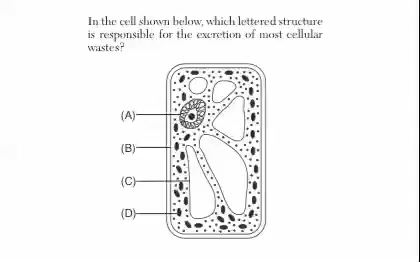 In the cell shown below, which lettered structure
is responsible for the excretion of most cellular
wastes?
(A)
(B)
(C)
(D)